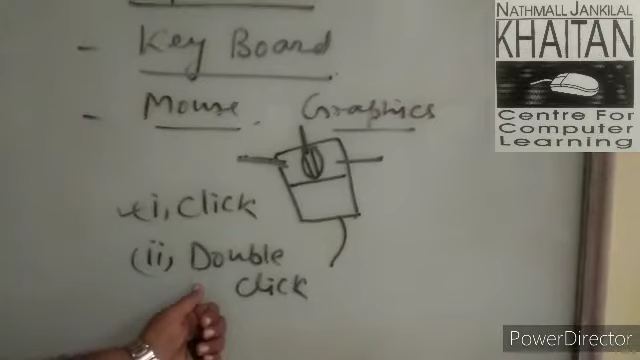 - Key Board
- Mouse. Graphics
(i, Click
(ii, Double
Click
NATHMALL JANKILAL
KHAITAN
Centre For
Computer
Learning
PowerDirector